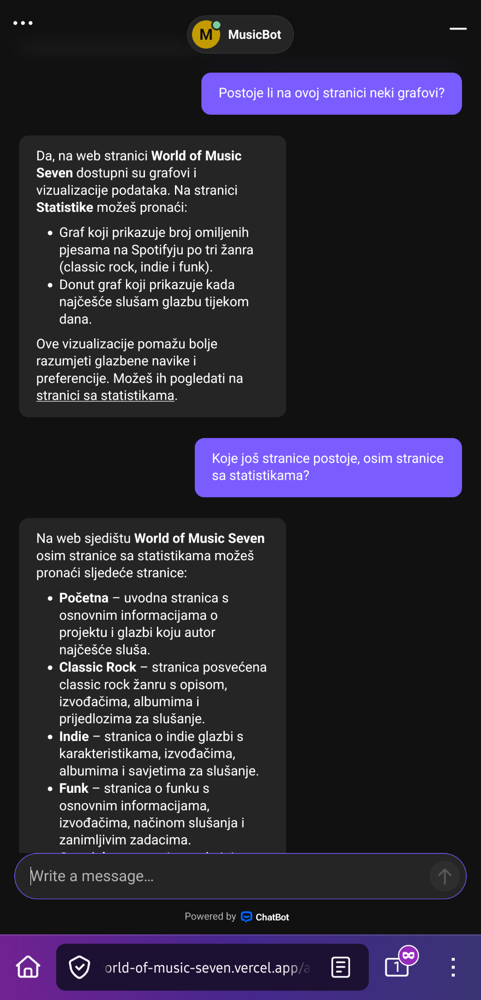 M MusicBot
Postoje li na ovoj stranici neki grafovi?
Da, na web stranici World of Music
Seven dostupni su grafovi i
vizualizacije podataka. Na stranici
Statistike možeš pronaći:
• Graf koji prikazuje broj omiljenih
pjesama na Spotifyju po tri žanra
(classic rock, indie i funk).
• Donut graf koji prikazuje kada
najčešće slušam glazbu tijekom
dana.
Ove vizualizacije pomažu bolje
razumjeti glazbene navike i
preferencije. Možeš ih pogledati na
stranici sa statistikama.
Koje još stranice postoje, osim stranice
sa statistikama?
Na web sjedištu World of Music Seven
osim stranice sa statistikama možeš
pronaći sljedeće stranice:
• Početna – uvodna stranica s
osnovnim informacijama o
projektu i glazbi koju autor
najčešće sluša.
• Classic Rock – stranica posvećena
classic rock žanru s opisom,
izvođačima, albumima i
prijedlozima za slušanje.
• Indie – stranica o indie glazbi s
karakteristikama, izvođačima,
albumima i savjetima za slušanje.
• Funk – stranica o funku s
osnovnim informacijama,
izvođačima, načinom slušanja i
zanimljivim zadacima.
Write a message...
Powered by ChatBot
orld-of-music-seven.vercel.app/a
1